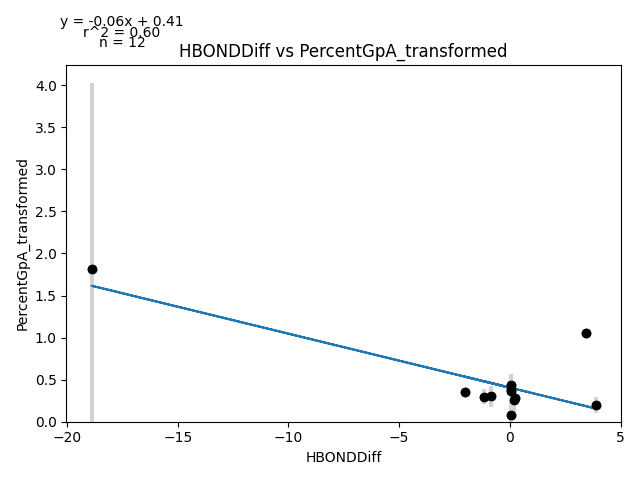 y = -0.06x + 0.41
r^2 = 0.60
n = 12
HBONDDiff vs PercentGpA_transformed
PercentGpA_transformed
4.0
3.5
3.0
2.5
2.0
1.5
1.0
0.5
0.0
−20
−15
−10
−5
0
5
HBONDDiff